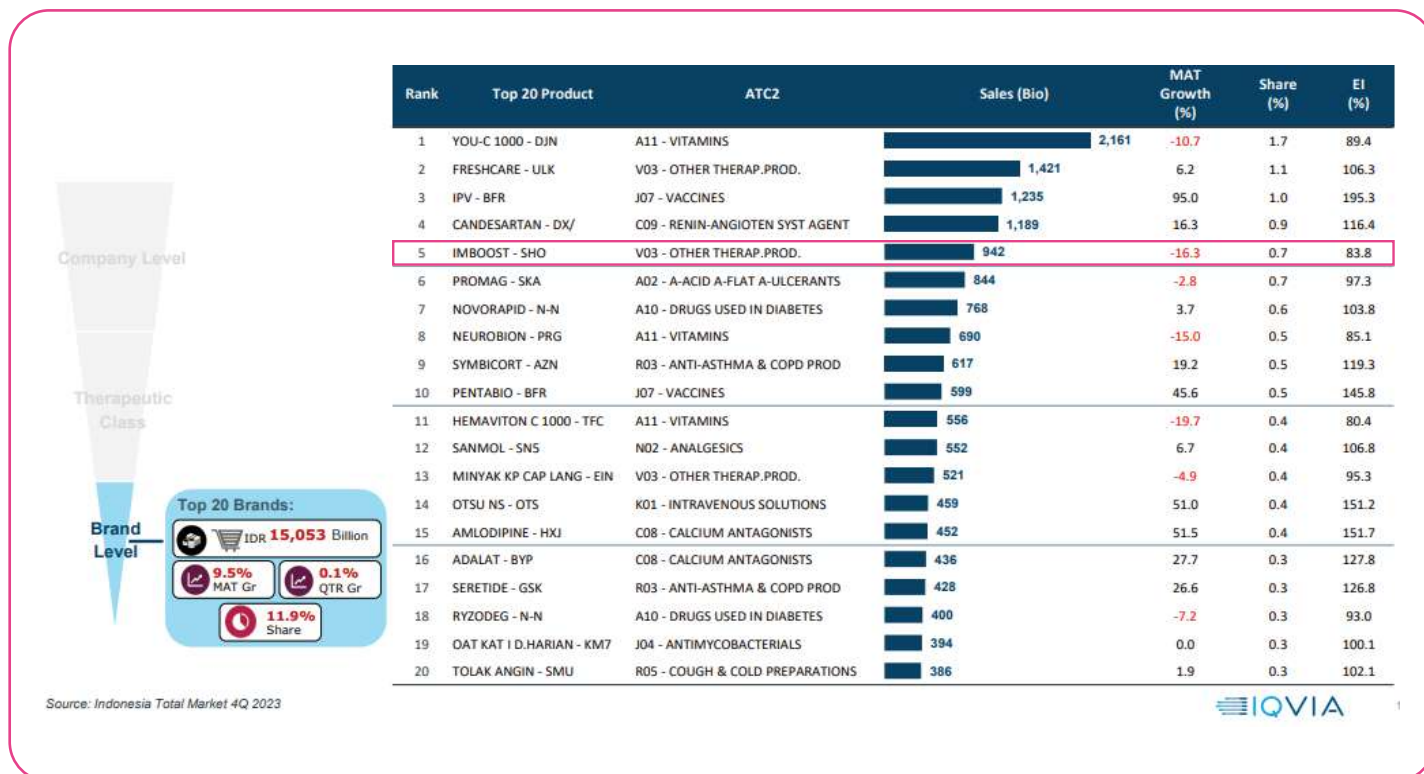 Rank Top 20 Product ATC2 Sales (Bio) MAT Growth (%) Share (%) EI (%)
1 YOU-C 1000 - DJN A11 - VITAMINS 2,161 -10.7 1.7 89.4
2 FRESHCARE - ULK V03 - OTHER THERAP.PROD. 1,421 6.2 1.1 106.3
3 IPV - BFR J07 - VACCINES 1,235 95.0 1.0 195.3
4 CANDESARTAN - DX/ C09 - RENIN-ANGIOTEN SYST AGENT 1,189 16.3 0.9 116.4
5 IMBOOST - SHO V03 - OTHER THERAP.PROD. 942 -16.3 0.7 83.8
6 PROMAG - SKA A02 - A-ACID A-FLAT A-ULCERANTS 844 -2.8 0.7 97.3
7 NOVORAPID - N-N A10 - DRUGS USED IN DIABETES 768 3.7 0.6 103.8
8 NEUROBION - PRG A11 - VITAMINS 690 -15.0 0.5 85.1
9 SYMBICORT - AZN R03 - ANTI-ASTHMA & COPD PROD 617 19.2 0.5 119.3
10 PENTABIO - BFR J07 - VACCINES 599 45.6 0.5 145.8
11 HEMAVITON C 1000 - TFC A11 - VITAMINS 556 -19.7 0.4 80.4
12 SANMOL - SN5 N02 - ANALGESICS 552 6.7 0.4 106.8
13 MINYAK KP CAP LANG - EIN V03 - OTHER THERAP.PROD. 521 -4.9 0.4 95.3
14 OTSU NS - OTS K01 - INTRAVENOUS SOLUTIONS 459 51.0 0.4 151.2
15 AMLODIPINE - HXJ C08 - CALCIUM ANTAGONISTS 452 51.5 0.4 151.7
16 ADALAT - BYP C08 - CALCIUM ANTAGONISTS 436 27.7 0.3 127.8
17 SERETIDE - GSK R03 - ANTI-ASTHMA & COPD PROD 428 26.6 0.3 126.8
18 RYZODEG - N-N A10 - DRUGS USED IN DIABETES 400 -7.2 0.3 93.0
19 OAT KAT I D.HARIAN - KM7 J04 - ANTIMYCOBACTERIALS 394 0.0 0.3 100.1
20 TOLAK ANGIN - SMU R05 - COUGH & COLD PREPARATIONS 386 1.9 0.3 102.1
Company Level
Therapeutic
Class
Brand
Level
Top 20 Brands:
IDR 15,053 Billion
9.5%
MAT Gr
0.1%
QTR Gr
11.9%
Share
Source: Indonesia Total Market 4Q 2023
IQVIA
1